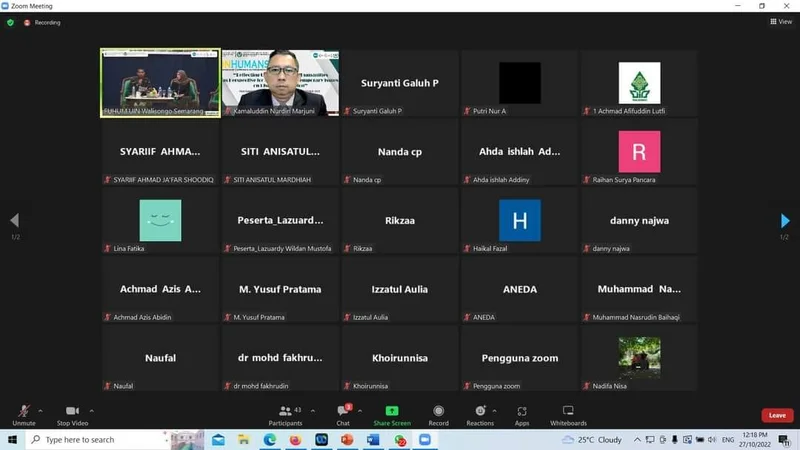 Zoom Meeting
Recording
View
FUHUM UIN Walisongo Semarang
INHUMANS
Kamaluddin Nurdin Marjuni
Suryanti Galuh P
Suryanti Galuh P
Putri Nur A
1 Achmad Afifuddin Lutfi
SYARIIF AHMA...
SYARIIF AHMAD JA'FAR SHOODIQ
SITI ANISATUL...
SITI ANISATUL MARDHIAH
Nanda cp
Nanda cp
Ahda ishlah Ad...
Ahda ishlah Addiny
R
Raihan Surya Pancara
Lina Fatika
Peserta_Lazuard...
Peserta_Lazuardy Wildan Mustofa
Rikzaa
Rikzaa
H
Haikal Fazal
danny najwa
danny najwa
1/2
1/2
Achmad Azis A...
Achmad Azis Abidin
M. Yusuf Pratama
M. Yusuf Pratama
Izzatul Aulia
Izzatul Aulia
ANEDA
ANEDA
Muhammad Na...
Muhammad Nasrudin Baihaqi
Naufal
Naufal
dr mohd fakhru...
dr mohd fakhrudin
Khoirunnisa
Khoirunnisa
Pengguna zoom
Pengguna zoom
Nadifa Nisa
Unmute
Stop Video
Participants
43
Chat
Share Screen
Record
Reactions
Apps
Whiteboards
Leave
Type here to search
25°C Cloudy
12:18 PM
27/10/2022